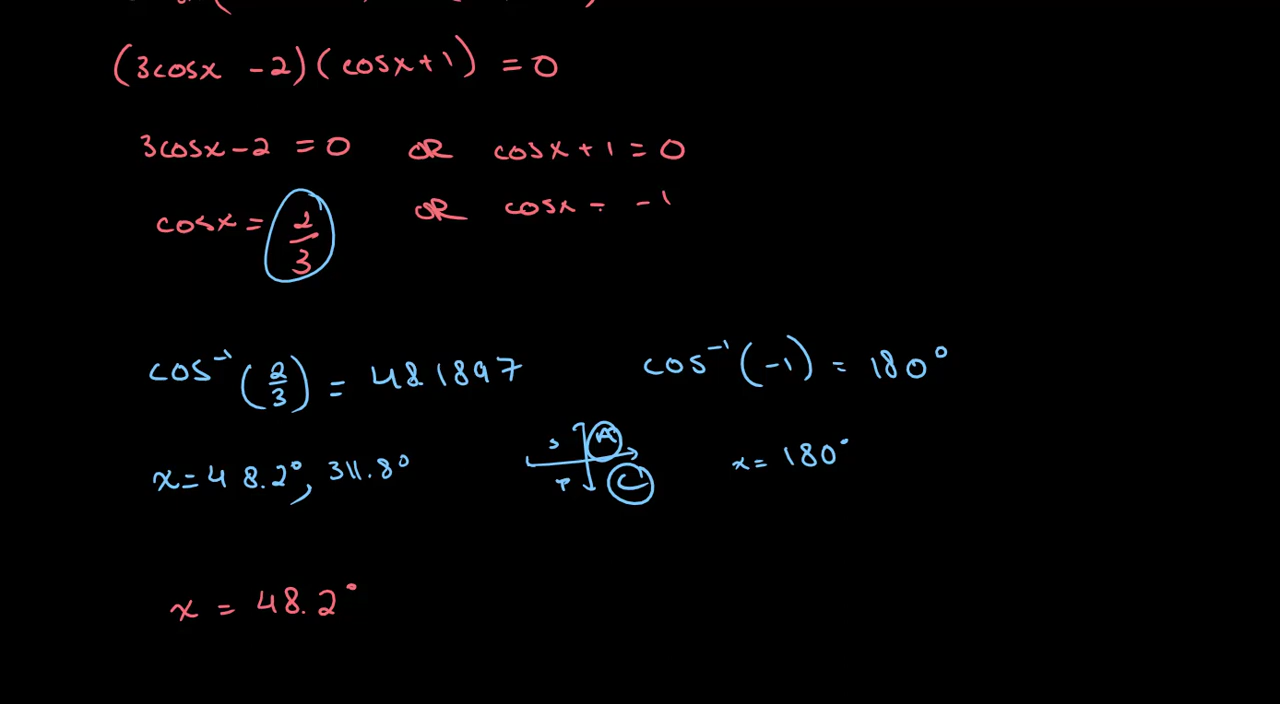 (3cosx - 2)(cosx + 1) = 0
3cosx - 2 = 0 OR cosx + 1 = 0
cosx = 2/3 OR cosx = -1
cos⁻¹(2/3) = 48.1897 cos⁻¹(-1) = 180°
S A
x = 48.2°, 311.8° T C x = 180°
x = 48.2°